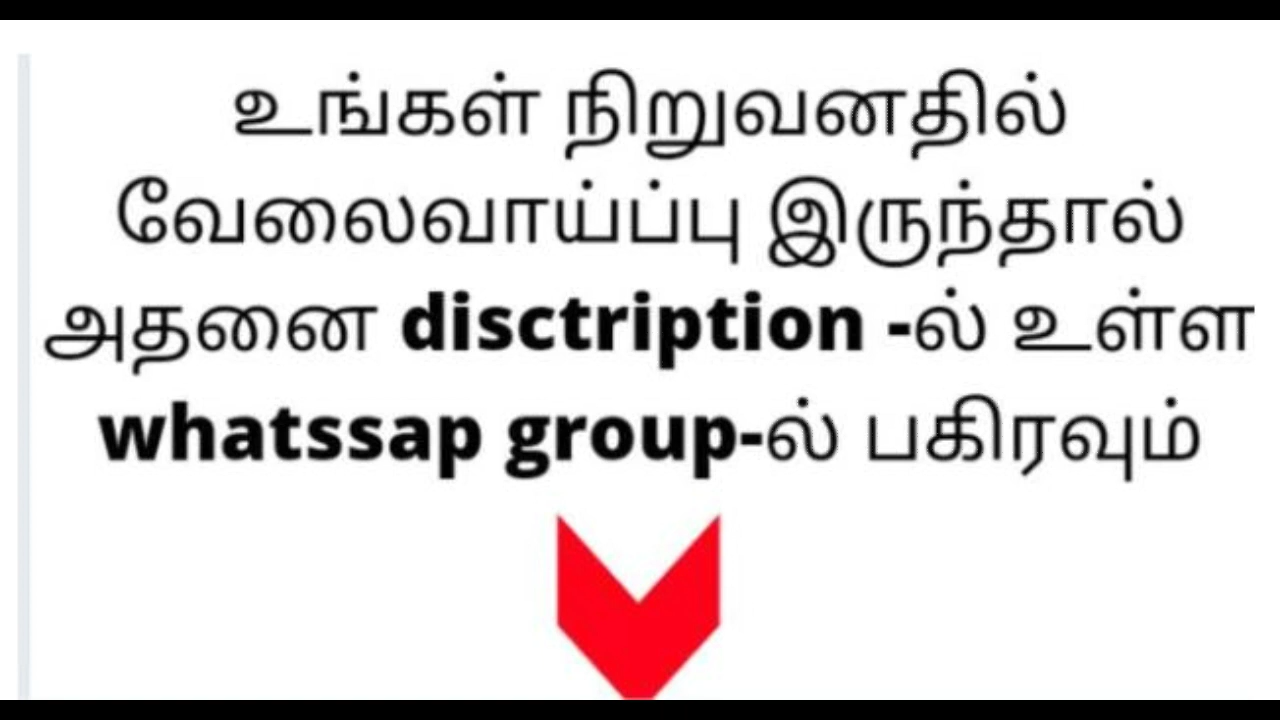 உங்கள் நிறுவனதில்
வேலைவாய்ப்பு இருந்தால்
அதனை disctription -ல் உள்ள
whatssap group-ல் பகிரவும்